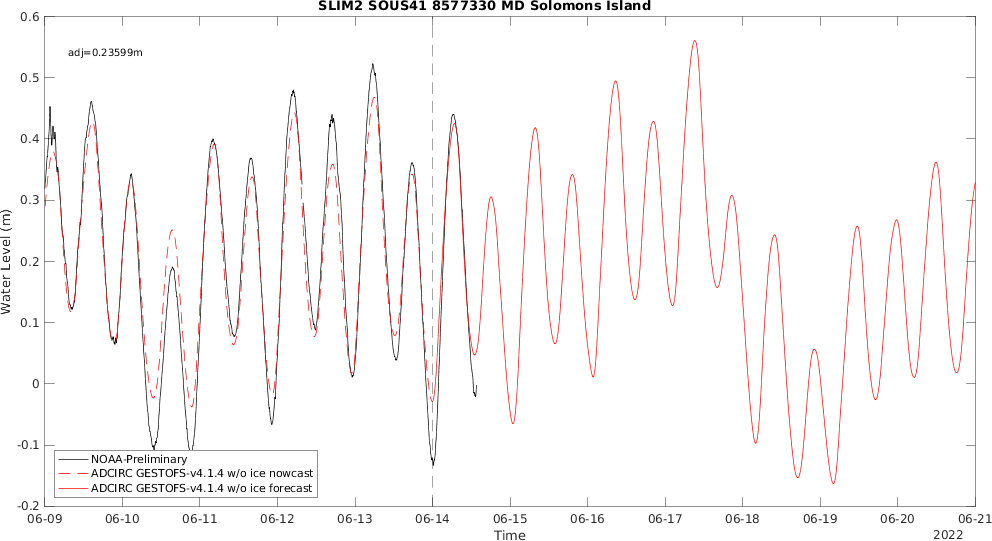 SLIM2 SOUS41 8577330 MD Solomons Island
adj=0.23599m
Water Level (m)
0.6
0.5
0.4
0.3
0.2
0.1
0
-0.1
-0.2
NOAA-Preliminary
ADCIRC GESTOFS-v4.1.4 w/o ice nowcast
ADCIRC GESTOFS-v4.1.4 w/o ice forecast
06-09 06-10 06-11 06-12 06-13 06-14 06-15 06-16 06-17 06-18 06-19 06-20 06-21
Time
2022